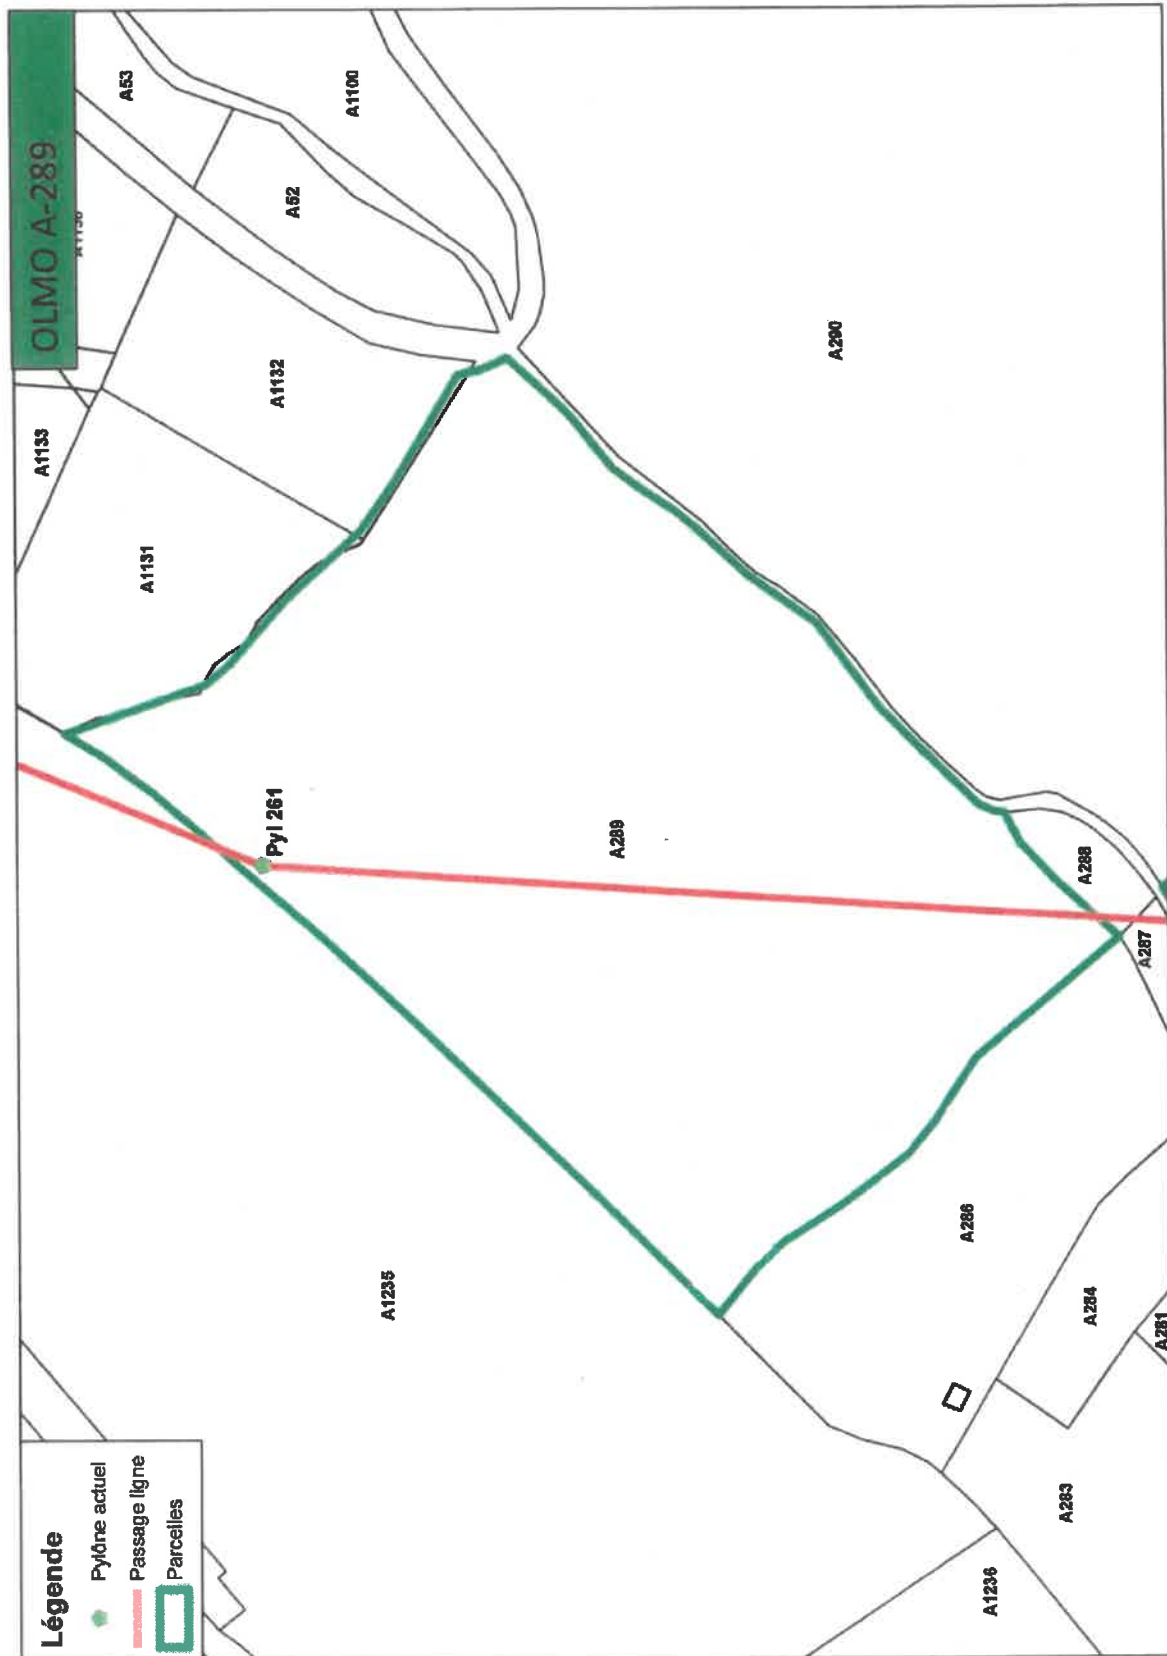 OLMO A-289
Légende
Pylône actuel
Passage ligne
Parcelles
A53
A1100
A52
A1133
A1132
A1131
A290
Pyl 261
A289
A288
A287
A1235
A286
A284
A281
A283
A1236